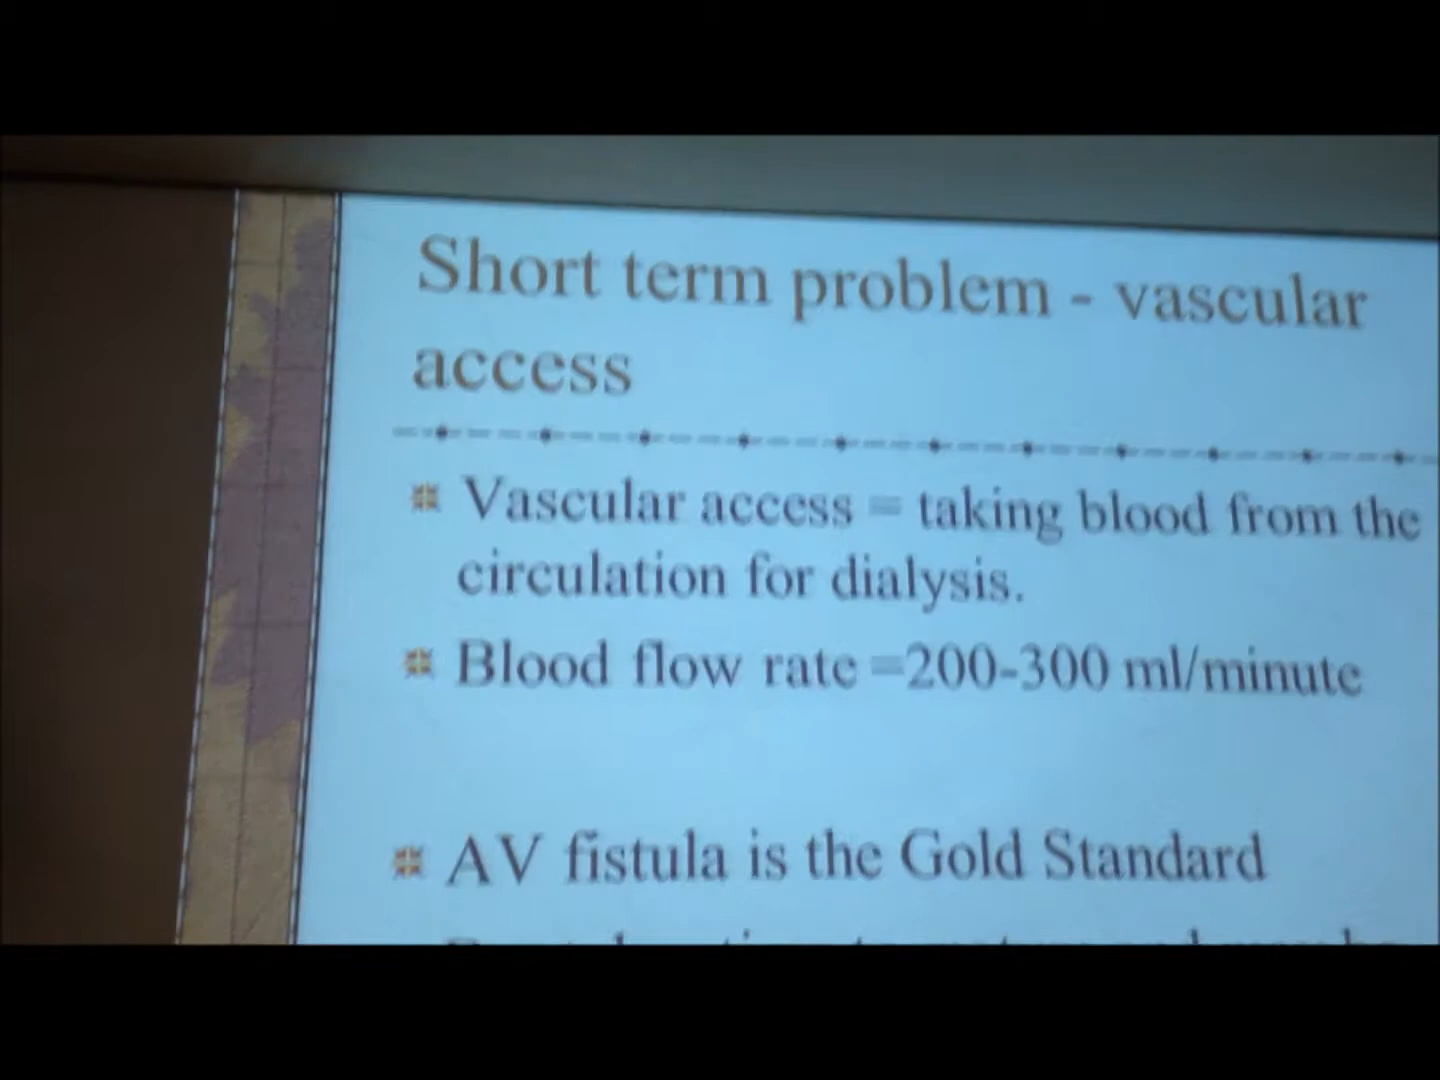 Short term problem - vascular
access
Vascular access = taking blood from the
circulation for dialysis.
Blood flow rate =200-300 ml/minute
AV fistula is the Gold Standard